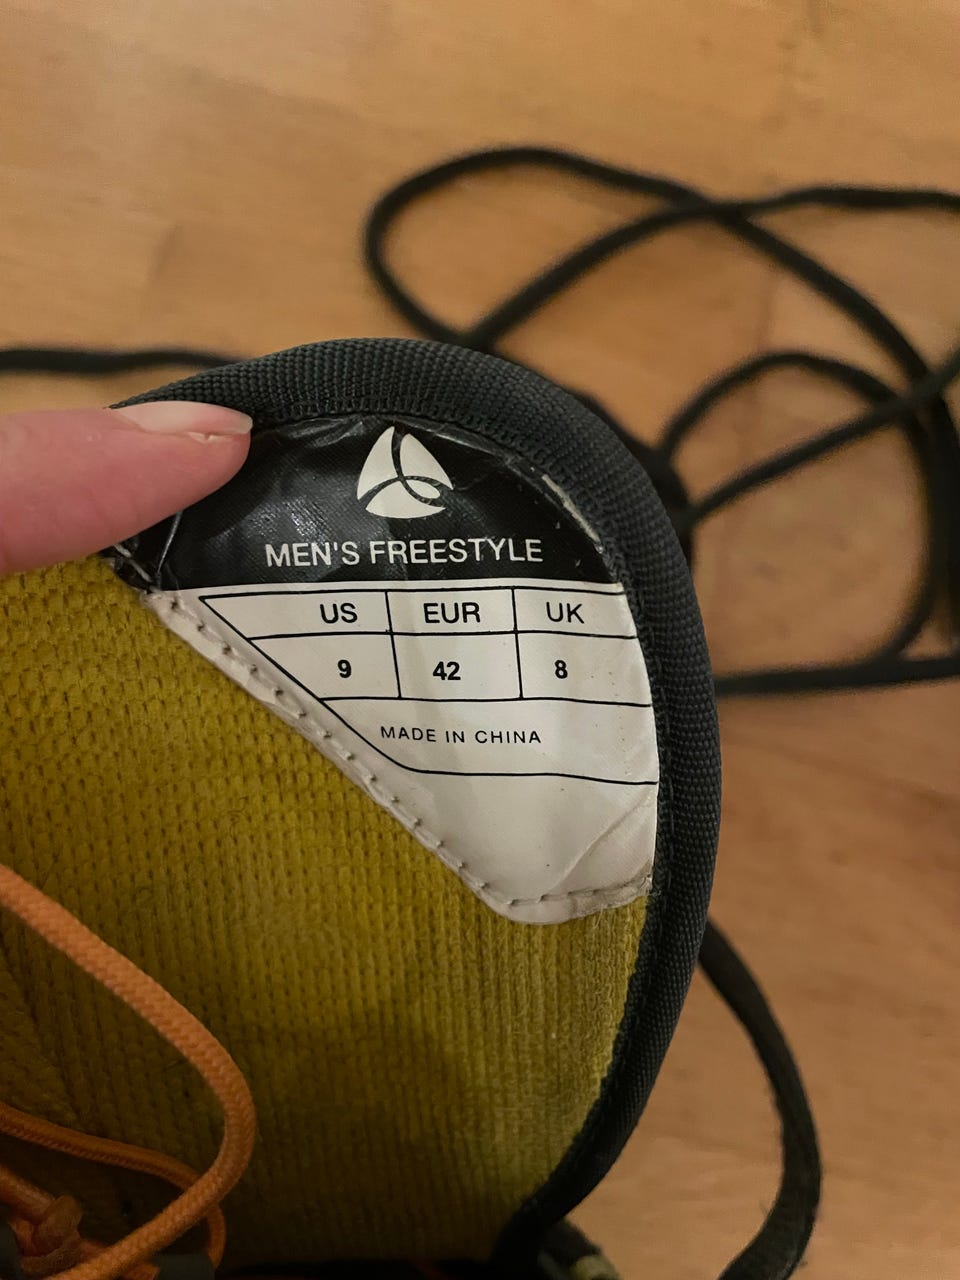 MEN'S FREESTYLE
US EUR UK
9 42 8
MADE IN CHINA